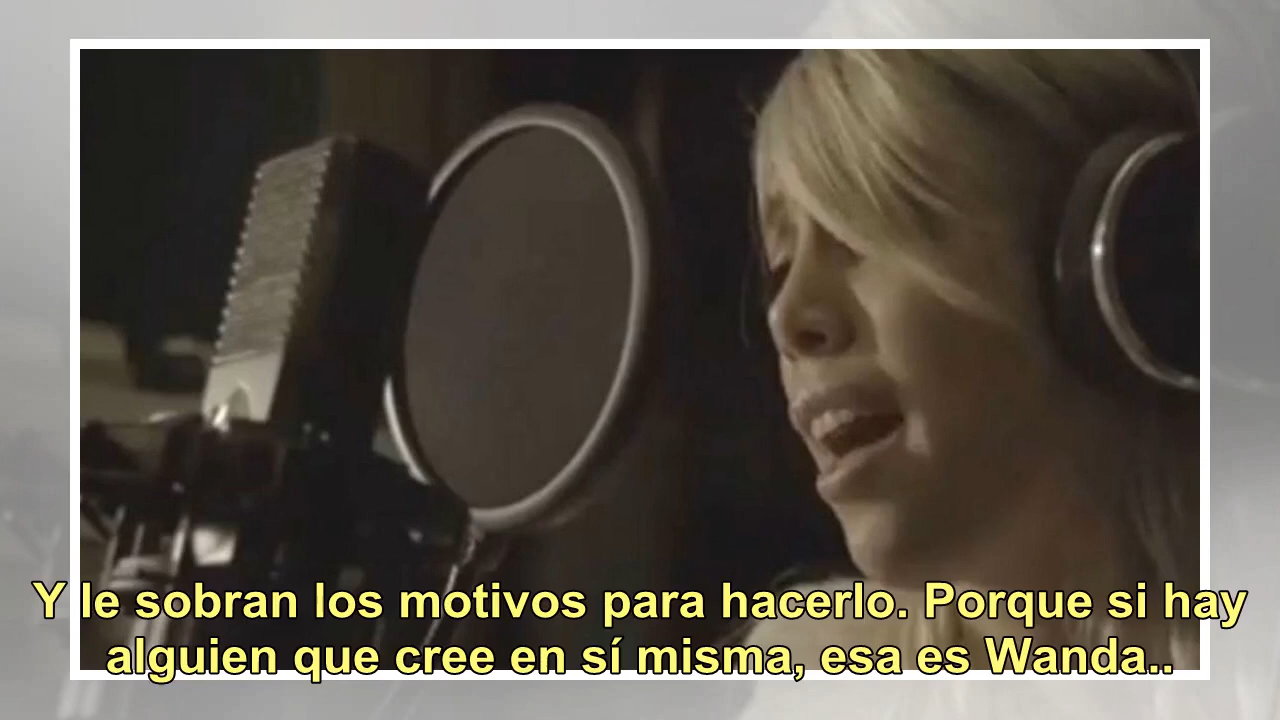 Y le sobran los motivos para hacerlo. Porque si hay
alguien que cree en sí misma, esa es Wanda..